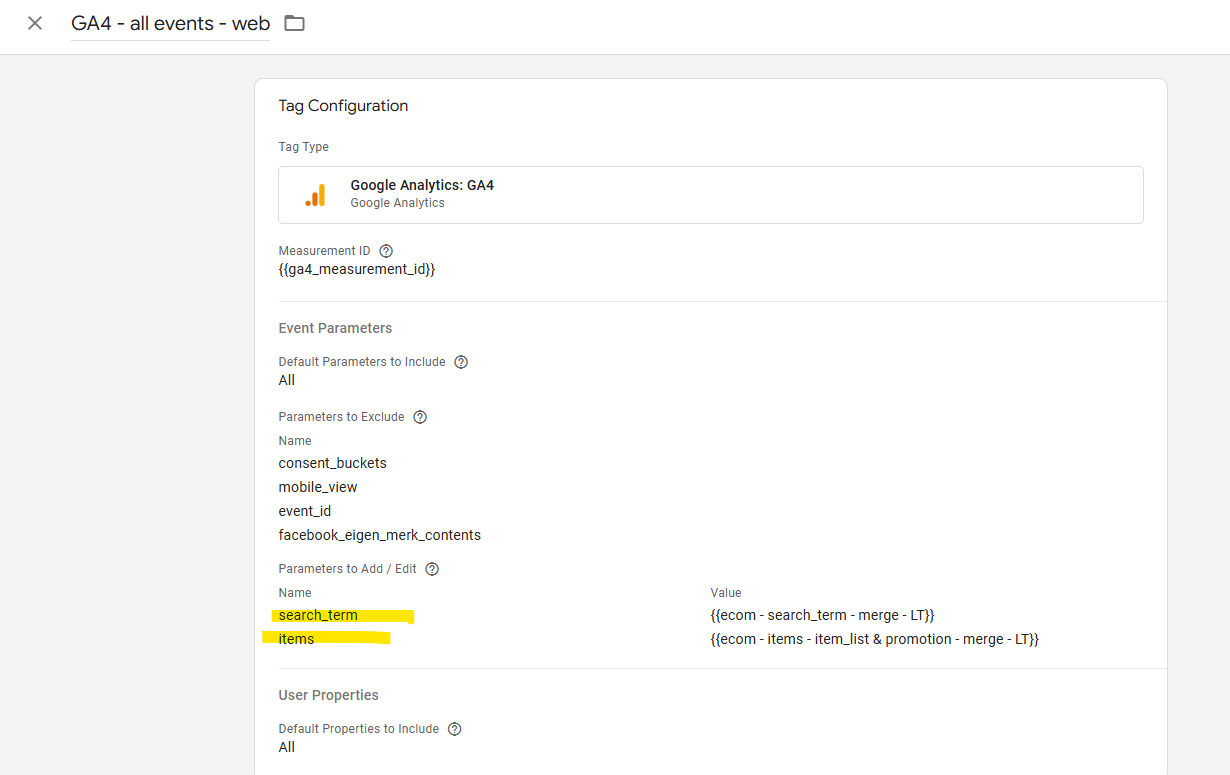 GA4 - all events - web
Tag Configuration
Tag Type
Google Analytics: GA4
Google Analytics
Measurement ID
{{ga4_measurement_id}}
Event Parameters
Default Parameters to Include
All
Parameters to Exclude
Name
consent_buckets
mobile_view
event_id
facebook_eigen_merk_contents
Parameters to Add / Edit
Name Value
search_term {{ecom - search_term - merge - LT}}
items {{ecom - items - item_list & promotion - merge - LT}}
User Properties
Default Properties to Include
All